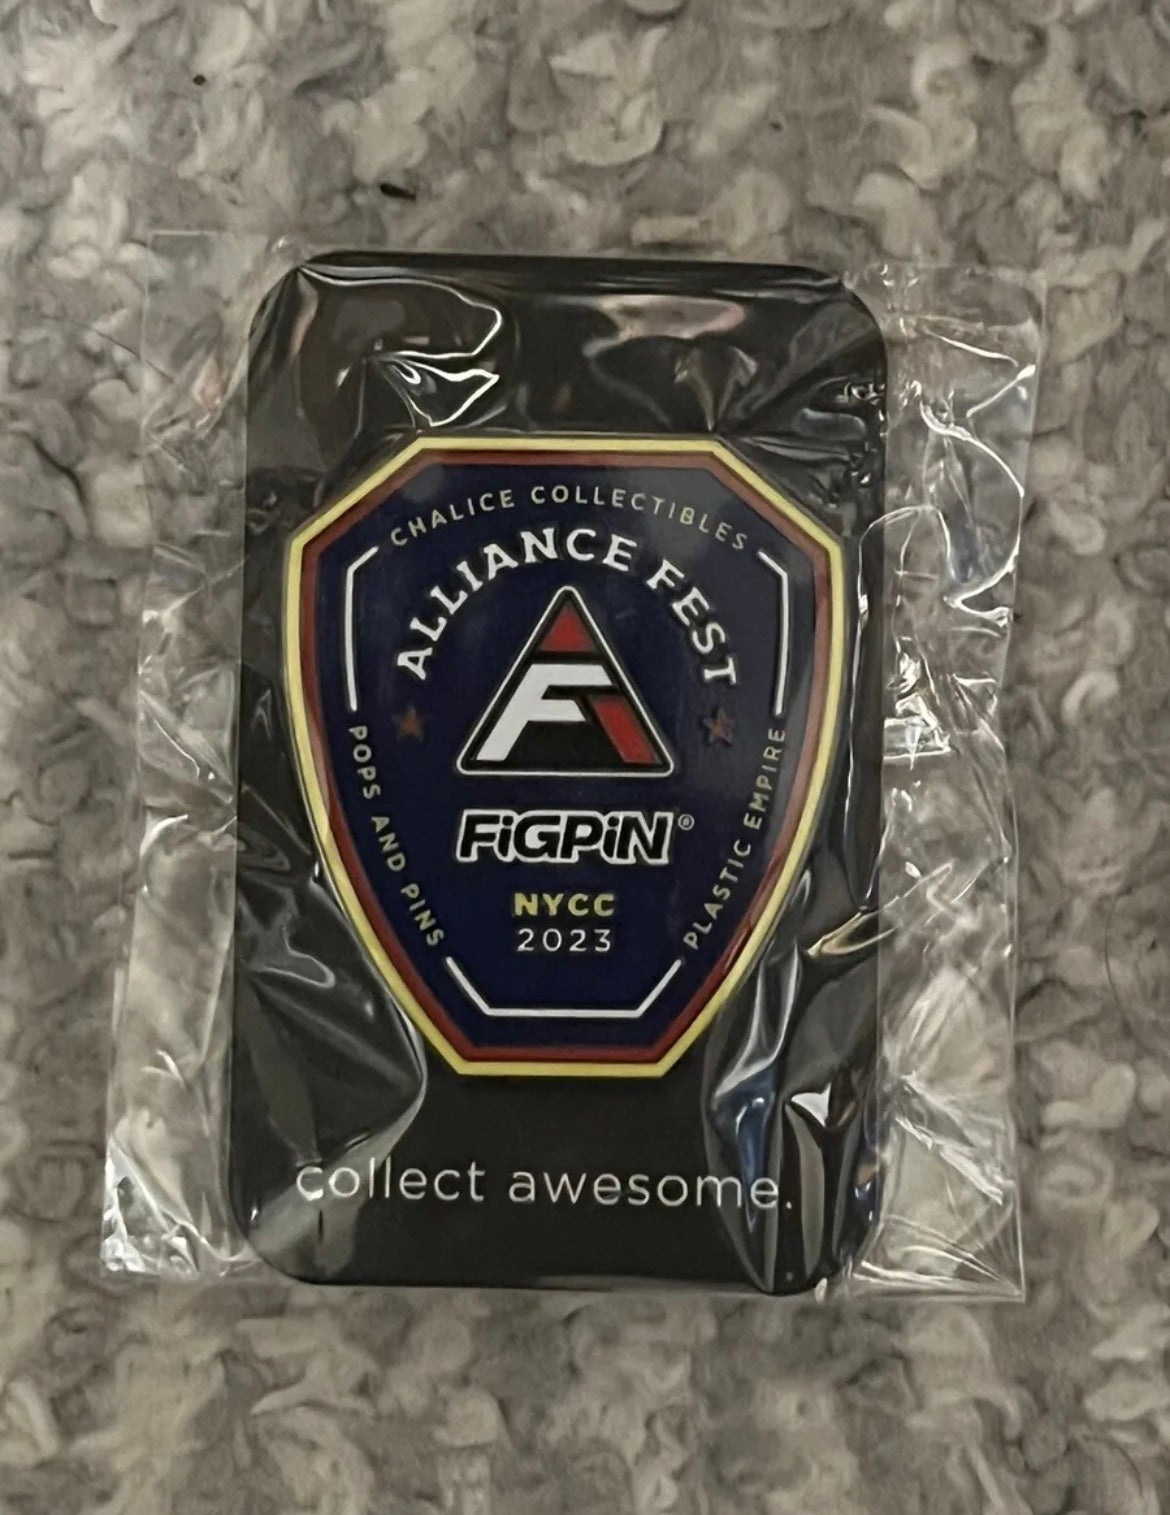 CHALICE COLLECTIBLES
ALLIANCE FEST
POPS AND PINS
PLASTIC EMPIRE
FiGPiN®
NYCC
2023
collect awesome.